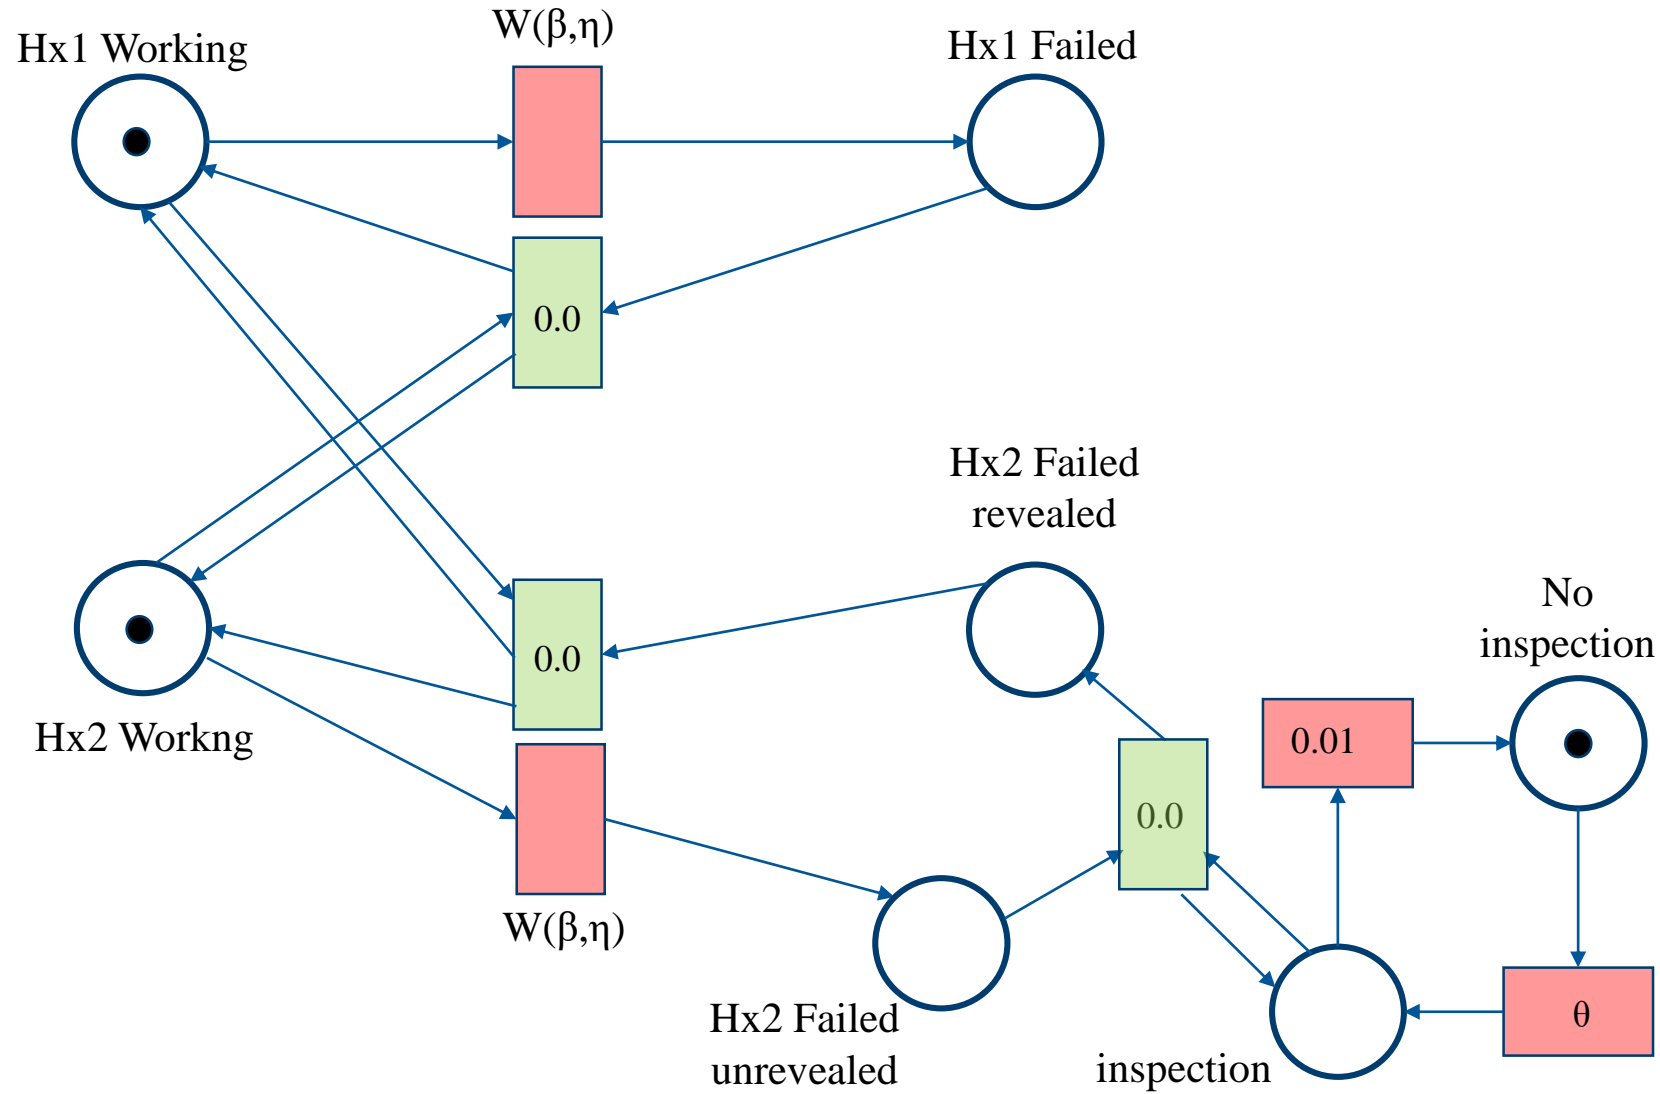 W(β,η)
Hx1 Working
Hx1 Failed
0.0
Hx2 Failed
revealed
No
inspection
0.0
Hx2 Workng
0.01
0.0
W(β,η)
Hx2 Failed
unrevealed
θ
inspection